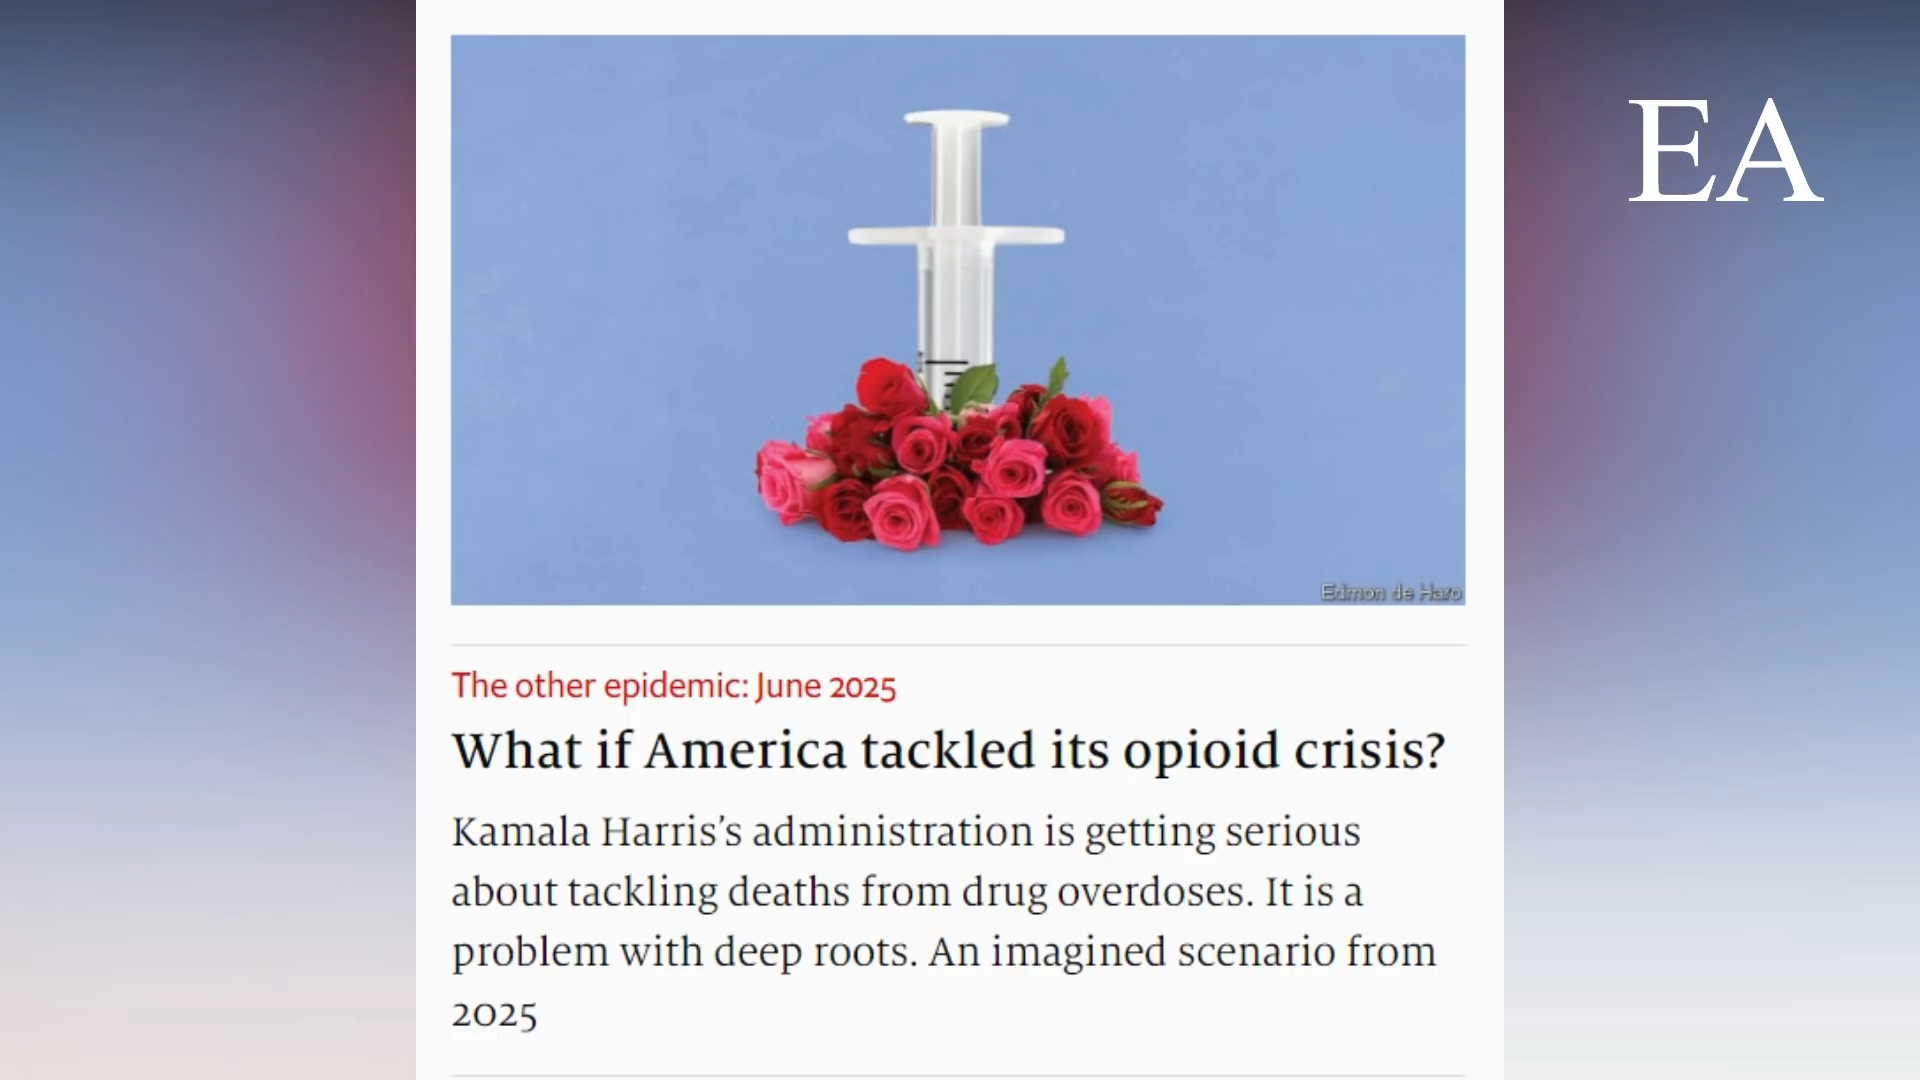 EA
Edmon de Haro
The other epidemic: June 2025
What if America tackled its opioid crisis?
Kamala Harris’s administration is getting serious
about tackling deaths from drug overdoses. It is a
problem with deep roots. An imagined scenario from
2025